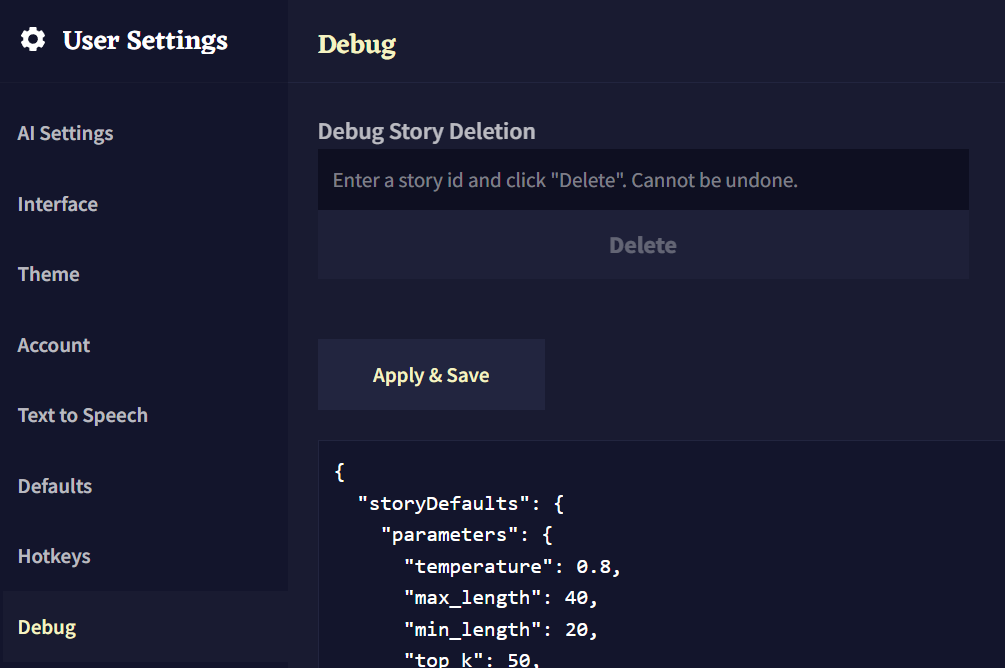 User Settings
AI Settings
Interface
Theme
Account
Text to Speech
Defaults
Hotkeys
Debug
Debug
Debug Story Deletion
Enter a story id and click "Delete". Cannot be undone.
Delete
Apply & Save
{
"storyDefaults": {
"parameters": {
"temperature": 0.8,
"max_length": 40,
"min_length": 20,
"top_k": 50,